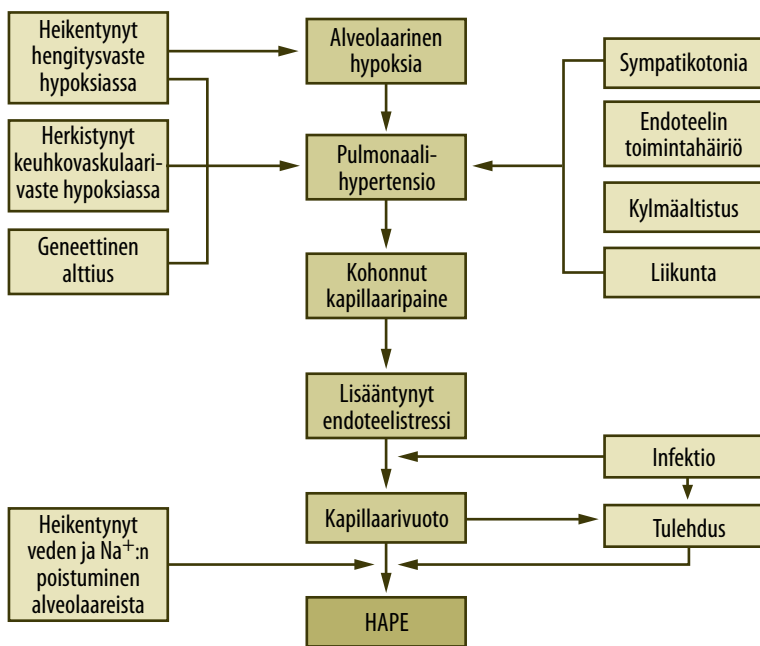 Heikentynyt
hengitysvaste
hypoksiassa
Herkistynyt
keuhkovaskulaari-
vaste hypoksiassa
Geneettinen
alttius
Heikentynyt
veden ja Na⁺:n
poistuminen
alveolaareista
Alveolaarinen
hypoksia
Pulmonaali-
hypertensio
Kohonnut
kapillaaripaine
Lisääntynyt
endoteelistressi
Kapillaarivuoto
HAPE
Sympatikotonia
Endoteelin
toimintahäiriö
Kylmäaltistus
Liikunta
Infektio
Tulehdus